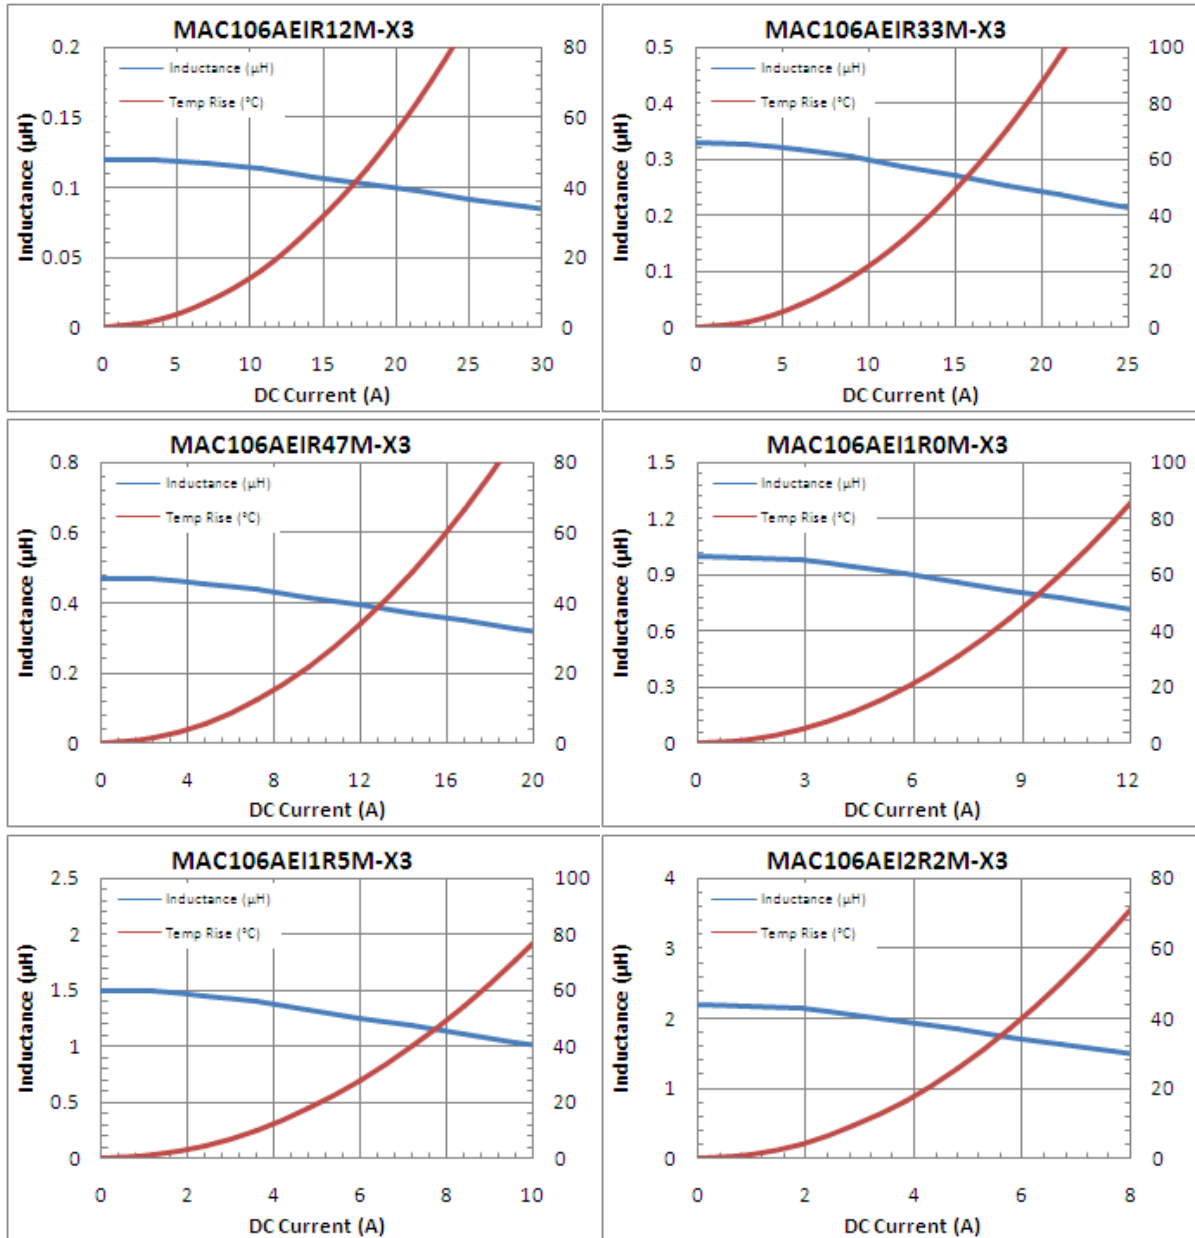 MAC106AEIR12M-X3
Inductance (µH)
Temp Rise (°C)
0.2
0.15
0.1
0.05
0
80
60
40
20
0
0 5 10 15 20 25 30
Inductance (µH)
DC Current (A)
MAC106AEIR33M-X3
Inductance (µH)
Temp Rise (°C)
0.5
0.4
0.3
0.2
0.1
0
100
80
60
40
20
0
0 5 10 15 20 25
Inductance (µH)
DC Current (A)
MAC106AEIR47M-X3
Inductance (µH)
Temp Rise (°C)
0.8
0.6
0.4
0.2
0
80
60
40
20
0
0 4 8 12 16 20
Inductance (µH)
DC Current (A)
MAC106AEI1R0M-X3
Inductance (µH)
Temp Rise (°C)
1.5
1.2
0.9
0.6
0.3
0
100
80
60
40
20
0
0 3 6 9 12
Inductance (µH)
DC Current (A)
MAC106AEI1R5M-X3
Inductance (µH)
Temp Rise (°C)
2.5
2
1.5
1
0.5
0
100
80
60
40
20
0
0 2 4 6 8 10
Inductance (µH)
DC Current (A)
MAC106AEI2R2M-X3
Inductance (µH)
Temp Rise (°C)
4
3
2
1
0
80
60
40
20
0
0 2 4 6 8
Inductance (µH)
DC Current (A)